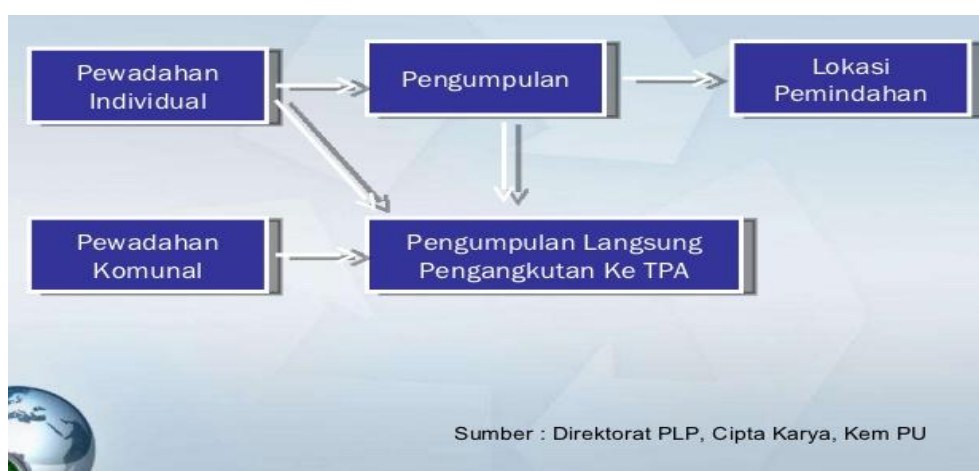 Pewadahan
Individual
Pengumpulan
Lokasi
Pemindahan
Pewadahan
Komunal
Pengumpulan Langsung
Pengangkutan Ke TPA
Sumber : Direktorat PLP, Cipta Karya, Kem PU